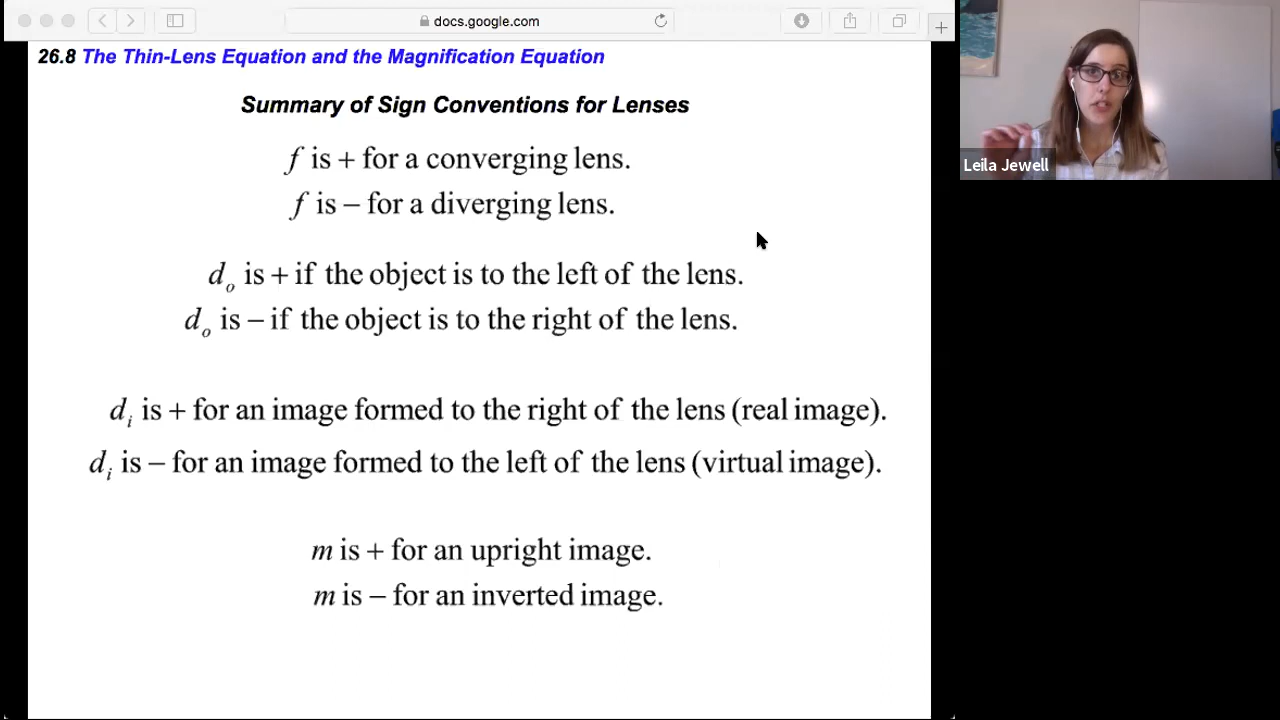 docs.google.com
26.8 The Thin-Lens Equation and the Magnification Equation
Summary of Sign Conventions for Lenses
f is + for a converging lens.
f is − for a diverging lens.
d_o is + if the object is to the left of the lens.
d_o is − if the object is to the right of the lens.
d_i is + for an image formed to the right of the lens (real image).
d_i is − for an image formed to the left of the lens (virtual image).
m is + for an upright image.
m is − for an inverted image.
Leila Jewell